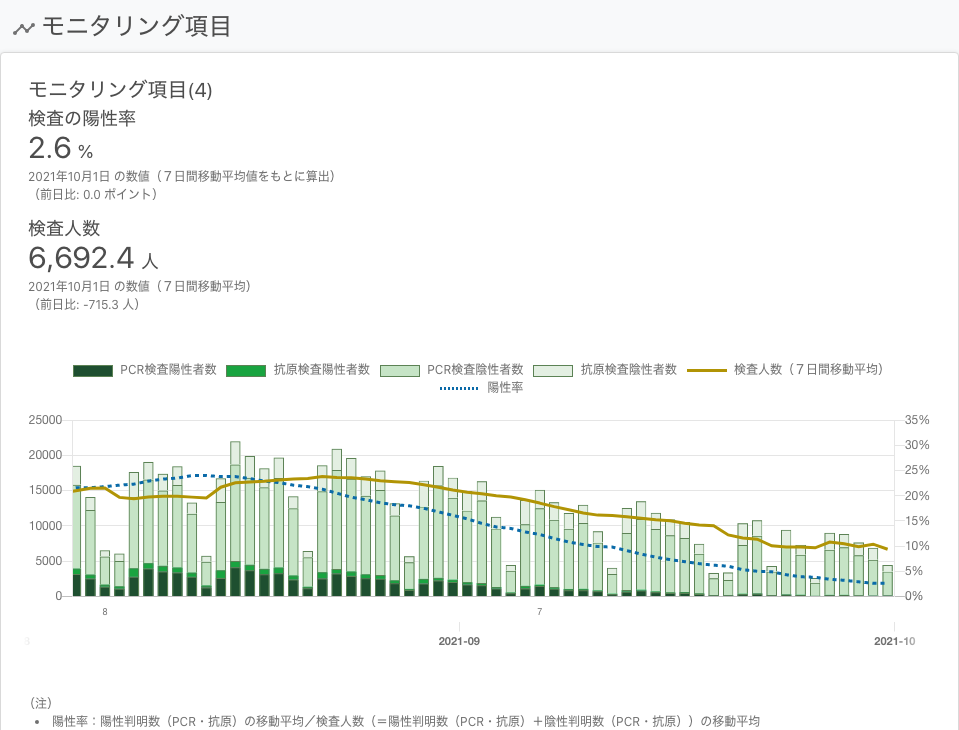 モニタリング項目
モニタリング項目(4)
検査の陽性率
2.6 %
2021年10月1日 の数値（７日間移動平均値をもとに算出）
（前日比: 0.0 ポイント）
検査人数
6,692.4 人
2021年10月1日 の数値（７日間移動平均）
（前日比: -715.3 人）
PCR検査陽性者数 抗原検査陽性者数 PCR検査陰性者数 抗原検査陰性者数 検査人数（７日間移動平均）
陽性率
25000 35%
30%
20000
25%
15000 20%
15%
10000
10%
5000 5%
0 0%
8 7
8 2021-09 2021-10
（注）
• 陽性率：陽性判明数（PCR・抗原）の移動平均／検査人数（＝陽性判明数（PCR・抗原）＋陰性判明数（PCR・抗原））の移動平均